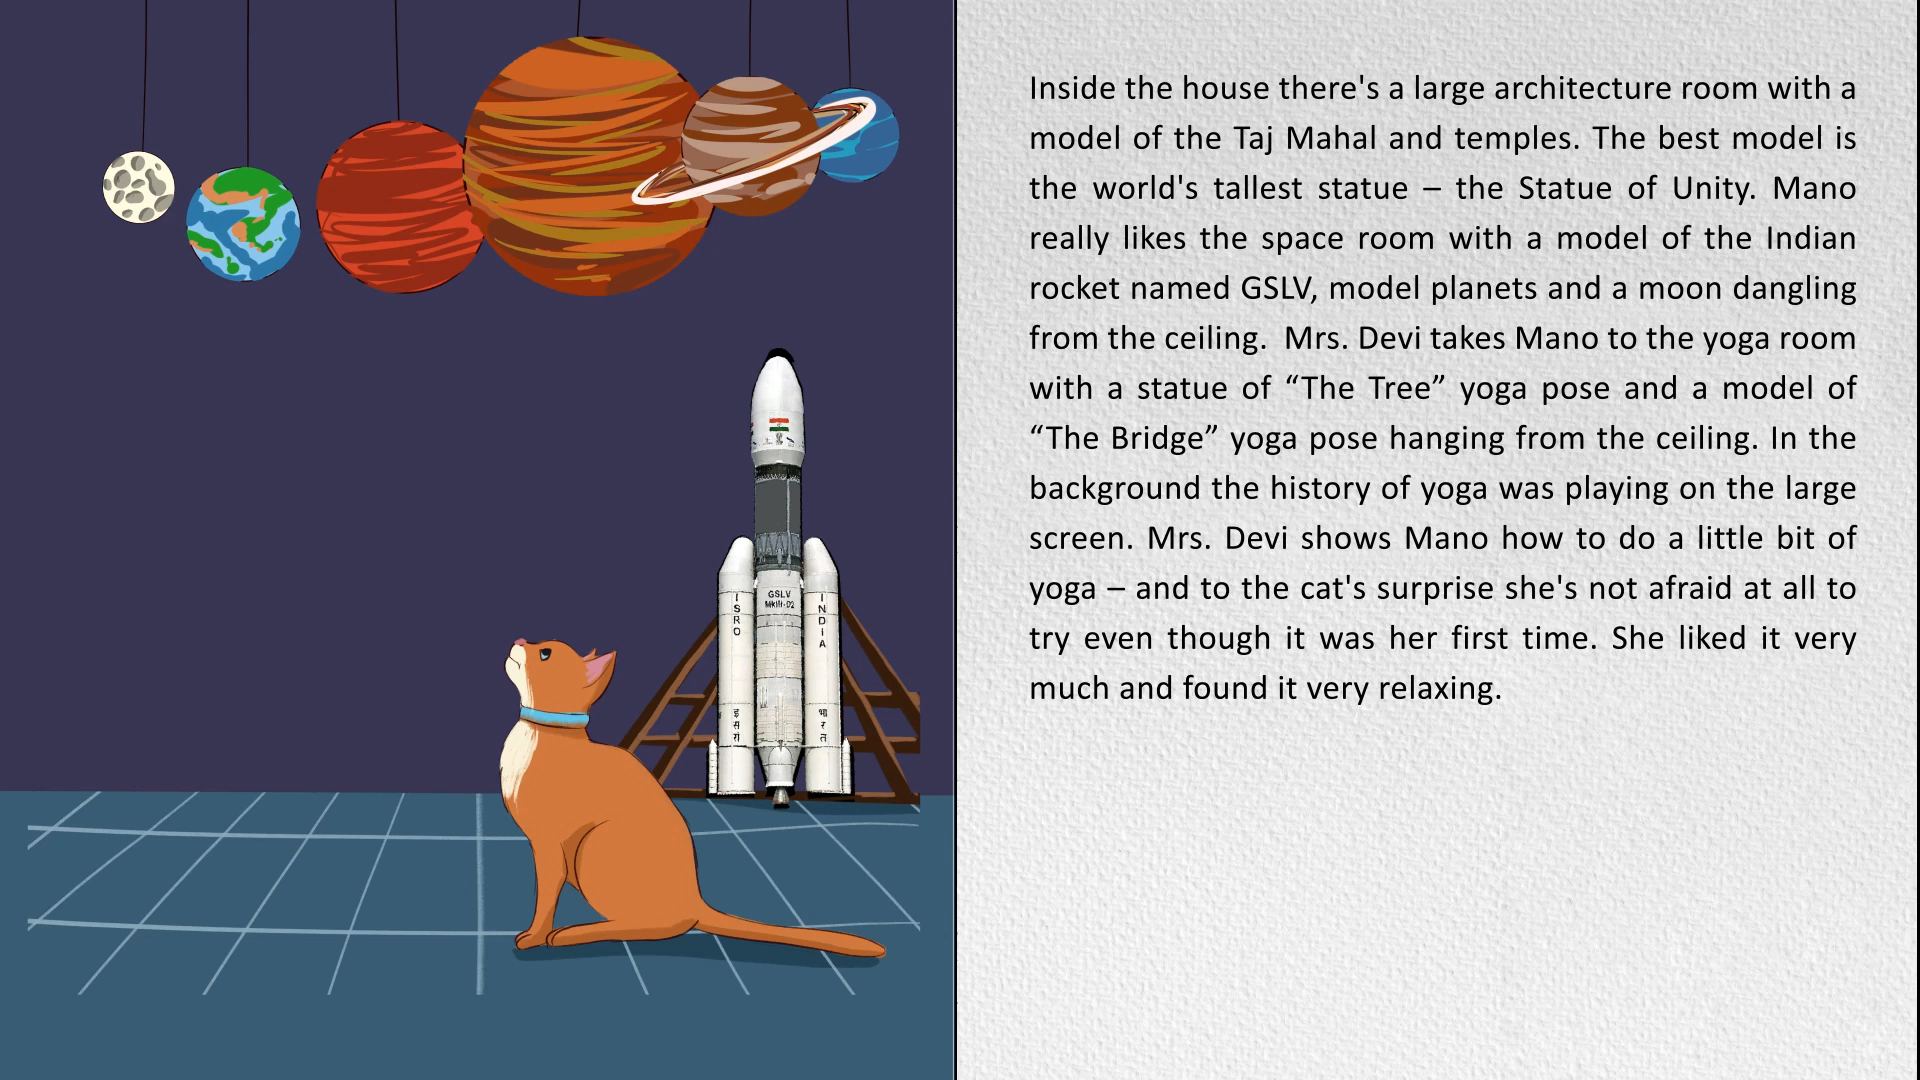 Inside the house there's a large architecture room with a
model of the Taj Mahal and temples. The best model is
the world's tallest statue – the Statue of Unity. Mano
really likes the space room with a model of the Indian
rocket named GSLV, model planets and a moon dangling
from the ceiling.  Mrs. Devi takes Mano to the yoga room
with a statue of “The Tree” yoga pose and a model of
“The Bridge” yoga pose hanging from the ceiling. In the
background the history of yoga was playing on the large
screen. Mrs. Devi shows Mano how to do a little bit of
yoga – and to the cat's surprise she's not afraid at all to
try even though it was her first time. She liked it very
much and found it very relaxing.
ISRO
GSLV
MkIII-D2
INDIA
इसरो
भारत